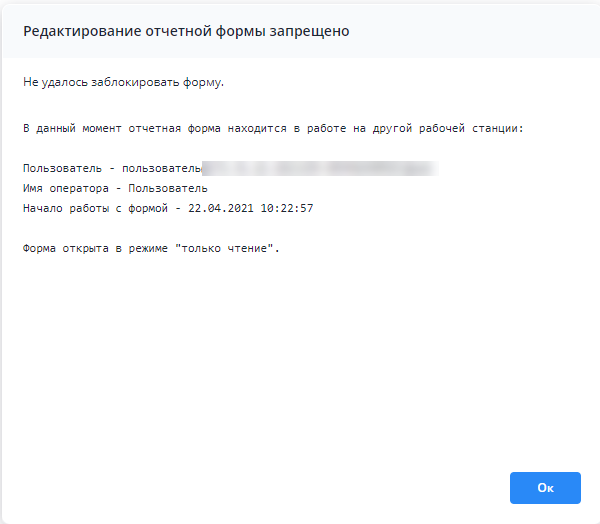 Редактирование отчетной формы запрещено
Не удалось заблокировать форму.
В данный момент отчетная форма находится в работе на другой рабочей станции:
Пользователь - пользователь
Имя оператора - Пользователь
Начало работы с формой - 22.04.2021 10:22:57
Форма открыта в режиме "только чтение".
Ок